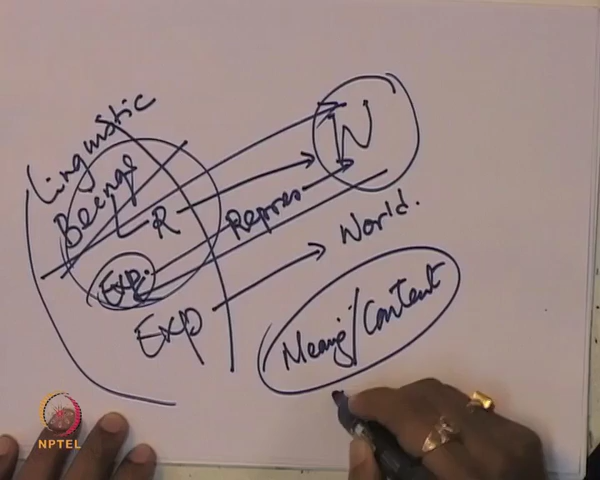 Linguistic
Beings
W
R
Repres
Exp.
World.
Exp
Meaning/Content
NPTEL